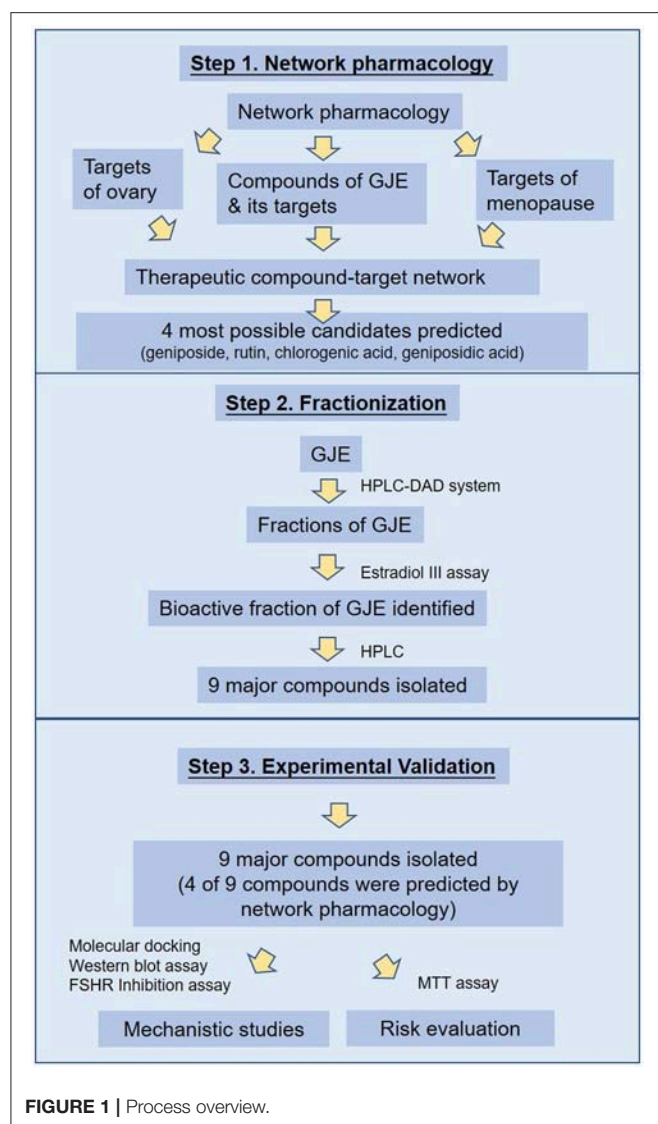 Step 1. Network pharmacology
Network pharmacology
Targets
of ovary
Compounds of GJE
& its targets
Targets of
menopause
Therapeutic compound-target network
4 most possible candidates predicted
(geniposide, rutin, chlorogenic acid, geniposidic acid)
Step 2. Fractionization
GJE
HPLC-DAD system
Fractions of GJE
Estradiol III assay
Bioactive fraction of GJE identified
HPLC
9 major compounds isolated
Step 3. Experimental Validation
9 major compounds isolated
(4 of 9 compounds were predicted by
network pharmacology)
Molecular docking
Western blot assay
FSHR Inhibition assay
MTT assay
Mechanistic studies
Risk evaluation
FIGURE 1 | Process overview.